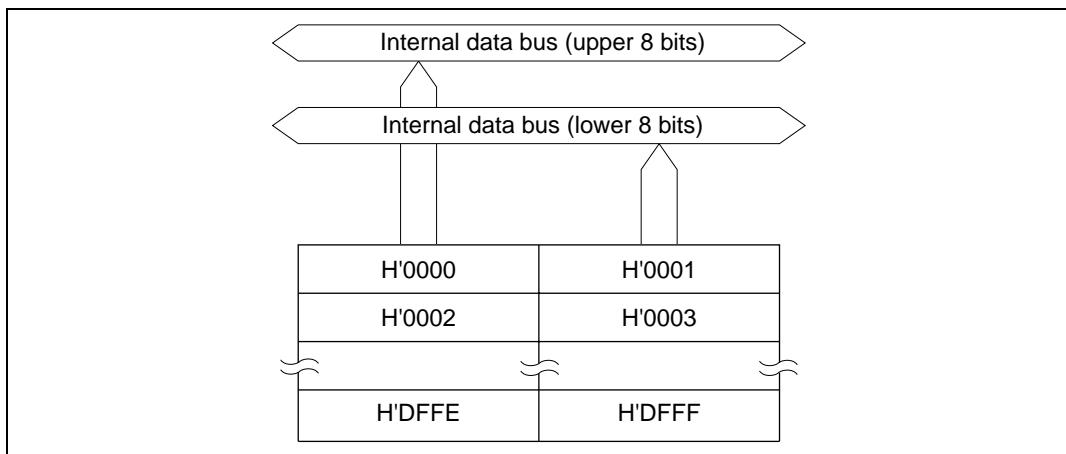 Internal data bus (upper 8 bits)
Internal data bus (lower 8 bits)
H'0000 H'0001
H'0002 H'0003
H'DFFE H'DFFF